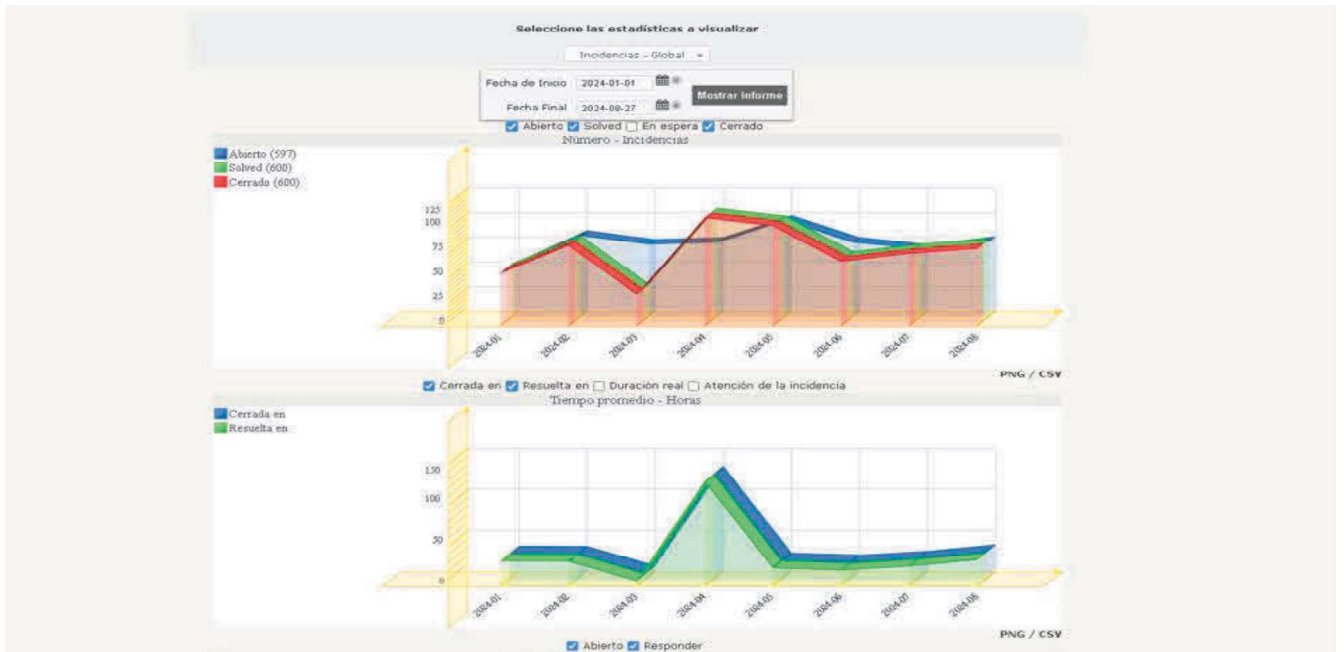 Seleccione las estadísticas a visualizar
Incidencias - Global
Fecha de Inicio 2024-01-01
Mostrar Informe
Fecha Final 2024-08-27
Abierto Solved En espera Cerrado
Número - Incidencias
Abierto (597)
Solved (600)
Cerrado (600)
125
100
75
50
25
0
2024-01 2024-02 2024-03 2024-04 2024-05 2024-06 2024-07 2024-08
PNG / CSV
Cerrada en Resuelta en Duración real Atención de la incidencia
Tiempo promedio - Horas
Cerrada en
Resuelta en
150
100
50
0
2024-01 2024-02 2024-03 2024-04 2024-05 2024-06 2024-07 2024-08
PNG / CSV
Abierto Responder